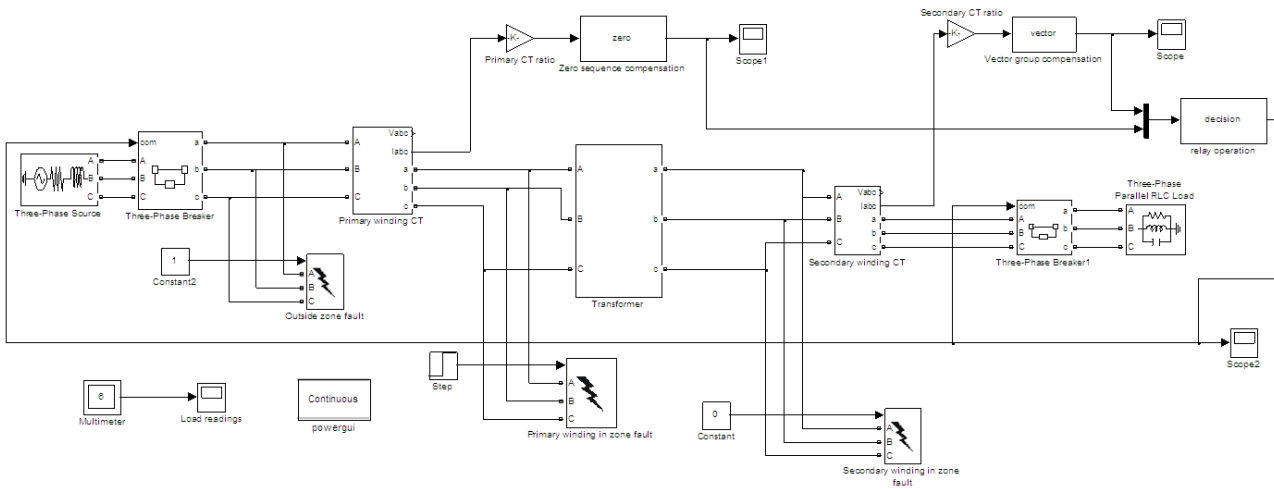 Secondary CT ratio
-K-
zero
-K-
vector
Primary CT ratio
Zero sequence compensation
Scope1
Vector group compensation
Scope
decision
relay operation
Vabc
Iabc
A
B
C
a
b
c
com
A
B
C
a
b
c
A
B
C
Three-Phase Source
Three-Phase Breaker
Primary winding CT
A
B
C
a
b
c
Transformer
Vabc
Iabc
A
B
C
a
b
c
Secondary winding CT
com
A
B
C
a
b
c
Three-Phase Breaker1
Three-Phase
Parallel RLC Load
A
B
C
1
Constant2
A
B
C
Outside zone fault
Scope2
Step
A
B
C
Primary winding in zone fault
6
Multimeter
Load readings
Continuous
powergui
0
Constant
A
B
C
Secondary winding in zone
fault